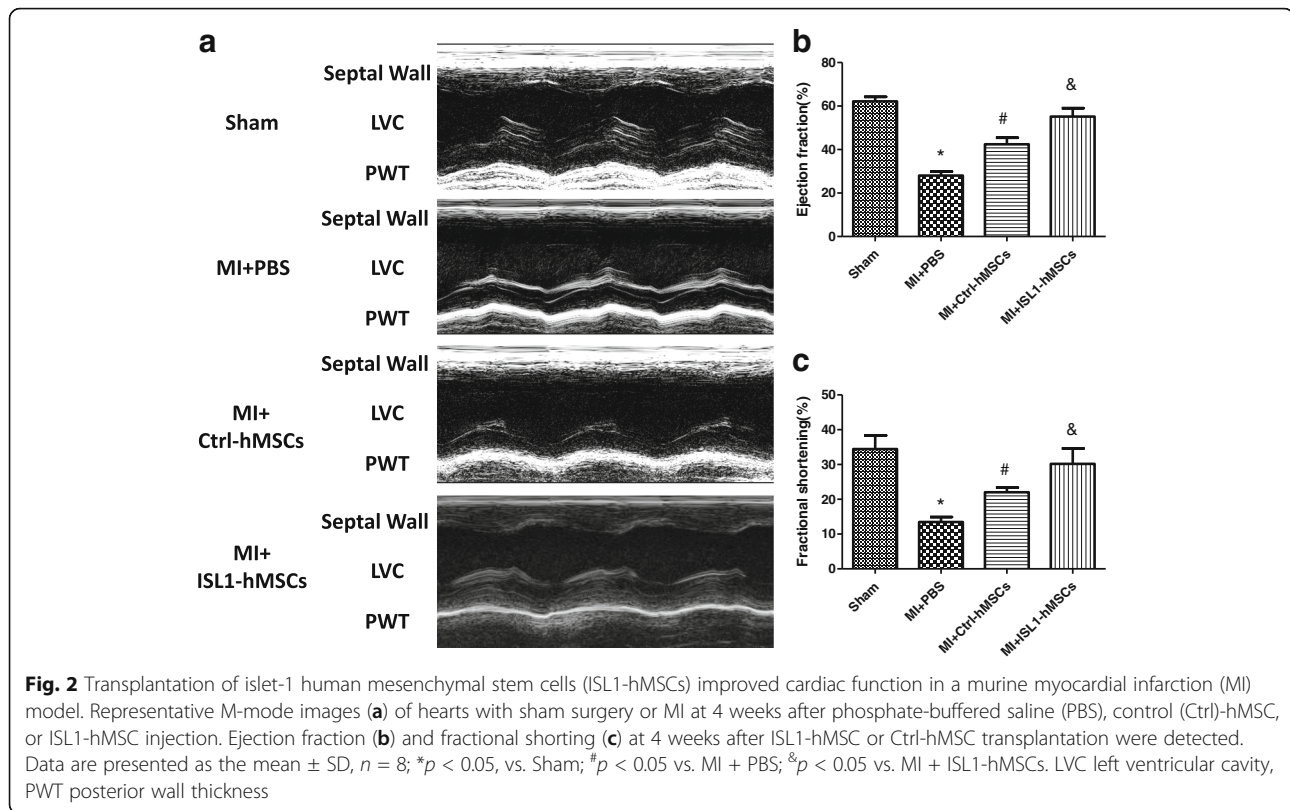 a
Septal Wall
Sham
LVC
PWT
Septal Wall
MI+PBS
LVC
PWT
Septal Wall
MI+
Ctrl-hMSCs
LVC
PWT
Septal Wall
MI+
ISL1-hMSCs
LVC
PWT
b
Ejection fraction(%)
80
60
40
20
0
*
#
&
Sham
MI+PBS
MI+Ctrl-hMSCs
MI+ISL1-hMSCs
c
Fractional shortening(%)
50
40
30
20
10
0
*
#
&
Sham
MI+PBS
MI+Ctrl-hMSCs
MI+ISL1-hMSCs
Fig. 2 Transplantation of islet-1 human mesenchymal stem cells (ISL1-hMSCs) improved cardiac function in a murine myocardial infarction (MI)
model. Representative M-mode images (a) of hearts with sham surgery or MI at 4 weeks after phosphate-buffered saline (PBS), control (Ctrl)-hMSC,
or ISL1-hMSC injection. Ejection fraction (b) and fractional shorting (c) at 4 weeks after ISL1-hMSC or Ctrl-hMSC transplantation were detected.
Data are presented as the mean ± SD, n = 8; *p < 0.05, vs. Sham; #p < 0.05 vs. MI + PBS; &p < 0.05 vs. MI + ISL1-hMSCs. LVC left ventricular cavity,
PWT posterior wall thickness